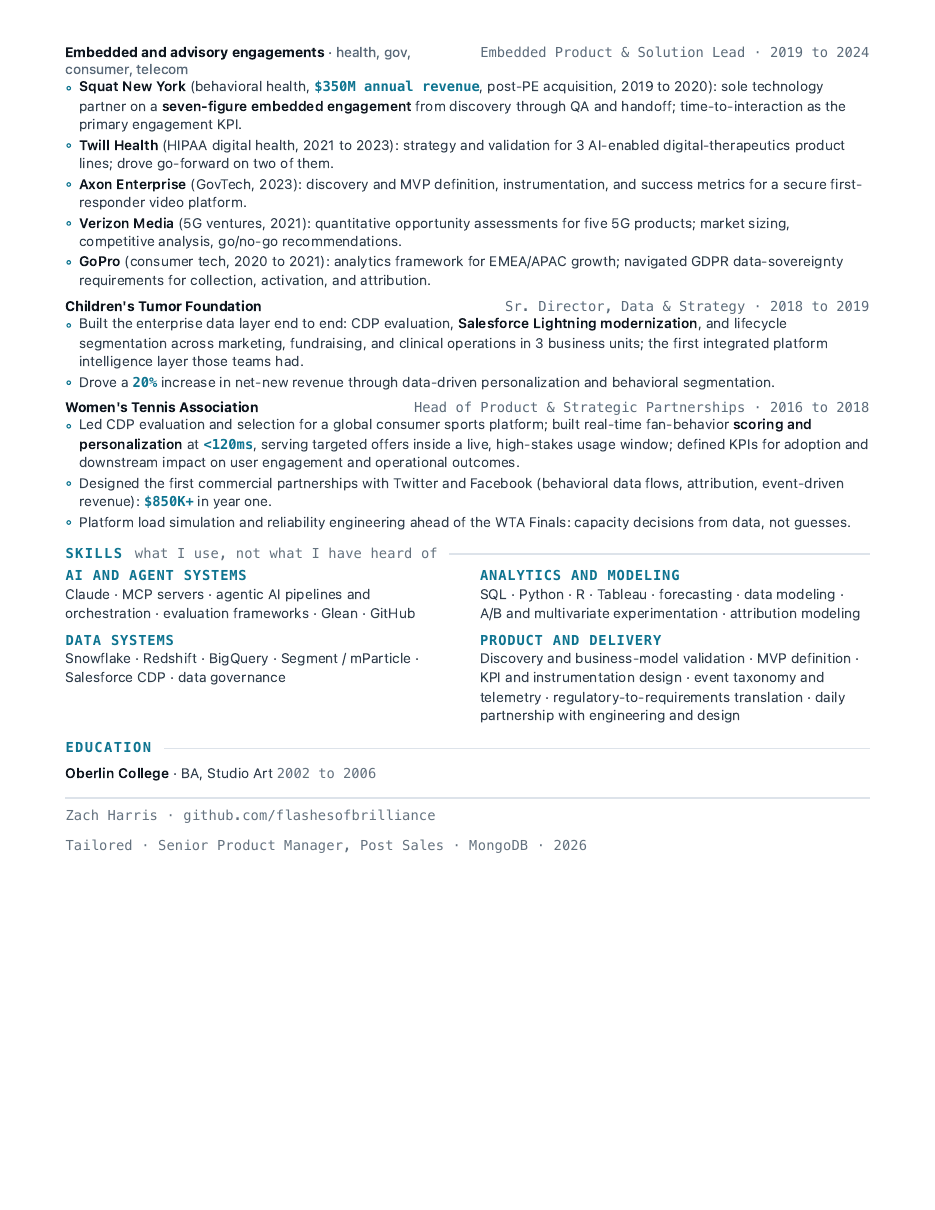 Embedded and advisory engagements · health, gov, consumer, telecom
Embedded Product & Solution Lead · 2019 to 2024
Squat New York (behavioral health, $350M annual revenue, post-PE acquisition, 2019 to 2020): sole technology
partner on a seven-figure embedded engagement from discovery through QA and handoff; time-to-interaction as the
primary engagement KPI.
Twill Health (HIPAA digital health, 2021 to 2023): strategy and validation for 3 AI-enabled digital-therapeutics product
lines; drove go-forward on two of them.
Axon Enterprise (GovTech, 2023): discovery and MVP definition, instrumentation, and success metrics for a secure first-
responder video platform.
Verizon Media (5G ventures, 2021): quantitative opportunity assessments for five 5G products; market sizing,
competitive analysis, go/no-go recommendations.
GoPro (consumer tech, 2020 to 2021): analytics framework for EMEA/APAC growth; navigated GDPR data-sovereignty
requirements for collection, activation, and attribution.
Children's Tumor Foundation
Sr. Director, Data & Strategy · 2018 to 2019
Built the enterprise data layer end to end: CDP evaluation, Salesforce Lightning modernization, and lifecycle
segmentation across marketing, fundraising, and clinical operations in 3 business units; the first integrated platform
intelligence layer those teams had.
Drove a 20% increase in net-new revenue through data-driven personalization and behavioral segmentation.
Women's Tennis Association
Head of Product & Strategic Partnerships · 2016 to 2018
Led CDP evaluation and selection for a global consumer sports platform; built real-time fan-behavior scoring and
personalization at <120ms, serving targeted offers inside a live, high-stakes usage window; defined KPIs for adoption and
downstream impact on user engagement and operational outcomes.
Designed the first commercial partnerships with Twitter and Facebook (behavioral data flows, attribution, event-driven
revenue): $850K+ in year one.
Platform load simulation and reliability engineering ahead of the WTA Finals: capacity decisions from data, not guesses.
SKILLS what I use, not what I have heard of
AI AND AGENT SYSTEMS
Claude · MCP servers · agentic AI pipelines and
orchestration · evaluation frameworks · Glean · GitHub
ANALYTICS AND MODELING
SQL · Python · R · Tableau · forecasting · data modeling ·
A/B and multivariate experimentation · attribution modeling
DATA SYSTEMS
Snowflake · Redshift · BigQuery · Segment / mParticle ·
Salesforce CDP · data governance
PRODUCT AND DELIVERY
Discovery and business-model validation · MVP definition ·
KPI and instrumentation design · event taxonomy and
telemetry · regulatory-to-requirements translation · daily
partnership with engineering and design
EDUCATION
Oberlin College · BA, Studio Art 2002 to 2006
Zach Harris · github.com/flashesofbrilliance
Tailored · Senior Product Manager, Post Sales · MongoDB · 2026